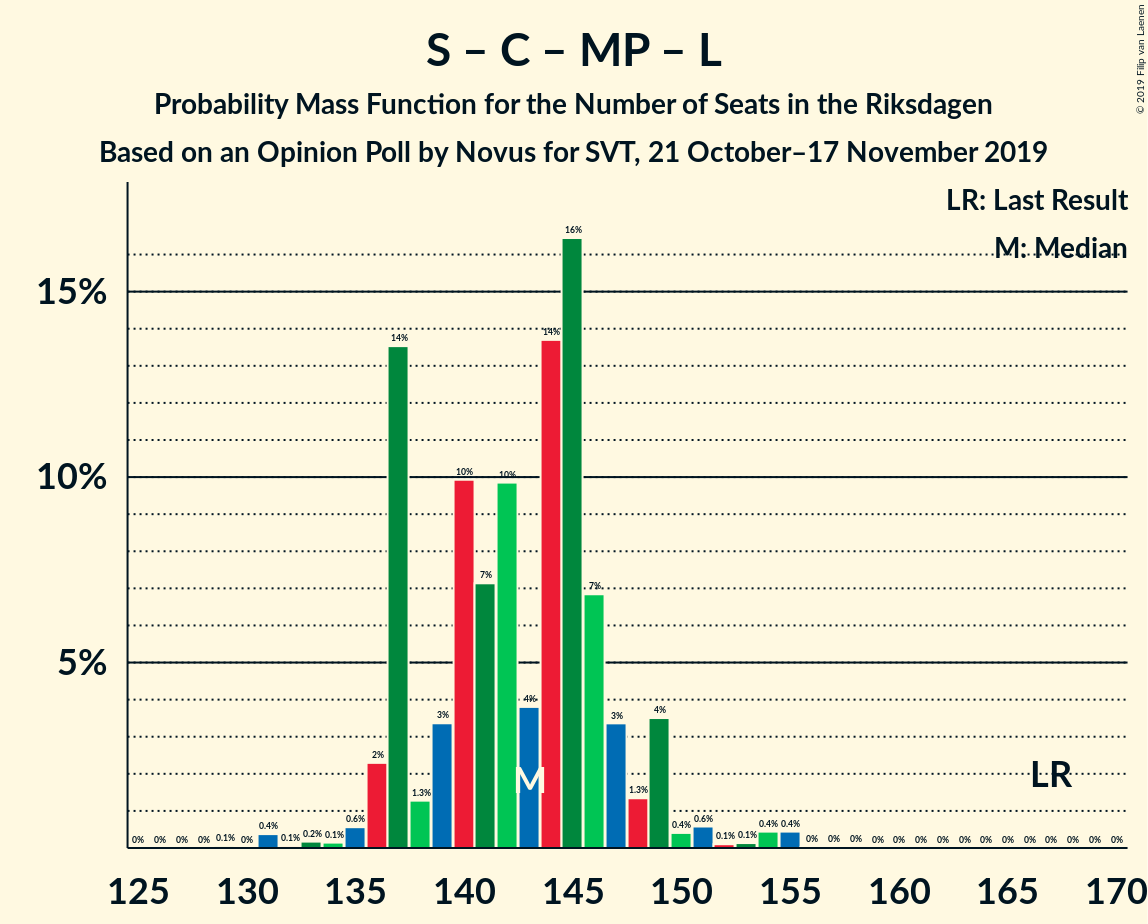 S – C – MP – L
Probability Mass Function for the Number of Seats in the Riksdagen
Based on an Opinion Poll by Novus for SVT, 21 October–17 November 2019
© 2019 Filip van Laenen
LR: Last Result
M: Median
15%
10%
5%
0% 0% 0% 0% 0.1% 0% 0.4% 0.1% 0.2% 0.1% 0.6% 2% 14% 1.3% 3% 10% 7% 10% 4% 14% 16% 7% 3% 1.3% 4% 0.4% 0.6% 0.1% 0.1% 0.4% 0.4% 0% 0% 0% 0% 0% 0% 0% 0% 0% 0% 0% 0% 0% 0% 0%
M
LR
125 130 135 140 145 150 155 160 165 170